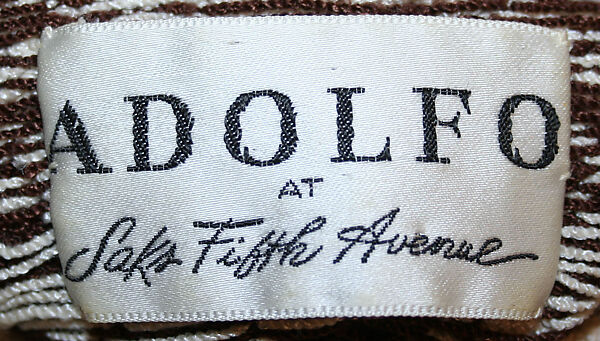 ADOLFO
AT
Saks Fifth Avenue